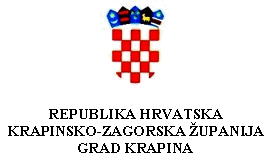 REPUBLIKA HRVATSKA
KRAPINSKO-ZAGORSKA ŽUPANIJA
GRAD KRAPINA